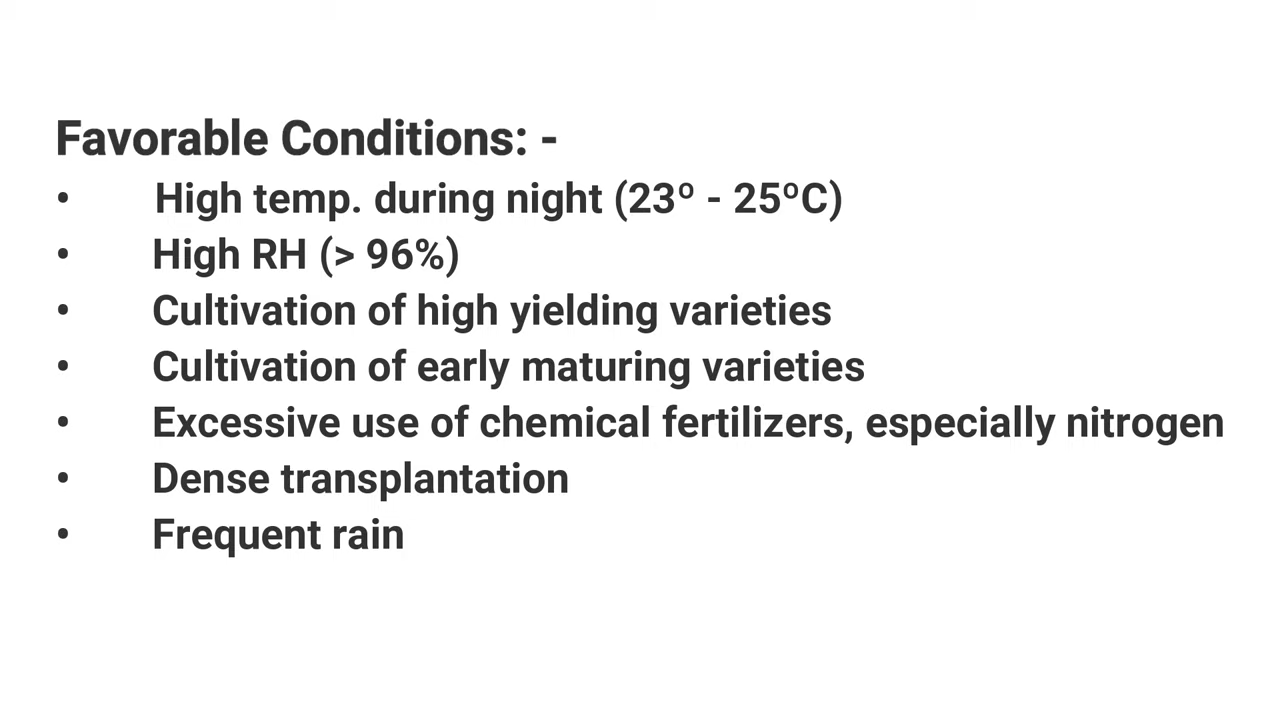 Favorable Conditions: -
• High temp. during night (23º - 25ºC)
• High RH (> 96%)
• Cultivation of high yielding varieties
• Cultivation of early maturing varieties
• Excessive use of chemical fertilizers, especially nitrogen
• Dense transplantation
• Frequent rain